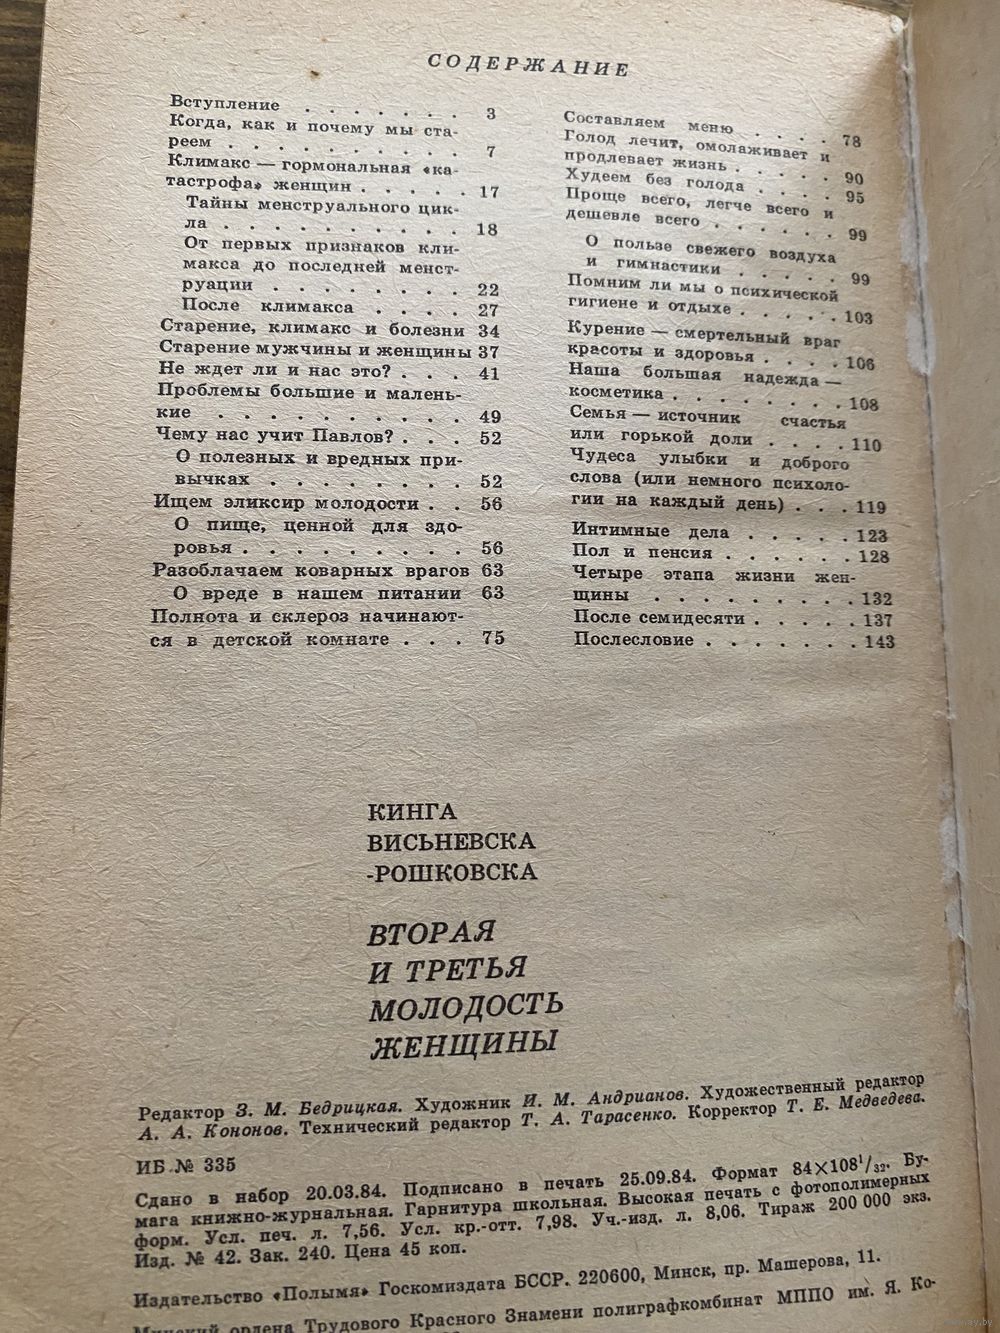 СОДЕРЖАНИЕ
Вступление . . . . . . . 3
Когда, как и почему мы ста-
реем . . . . . . . . . . 7
Климакс — гормональная «ка-
тастрофа» женщин . . . . . 17
Тайны менструального цик-
ла . . . . . . . . . . 18
От первых признаков кли-
макса до последней менст-
руации . . . . . . . . 22
После климакса . . . . 27
Старение, климакс и болезни 34
Старение мужчины и женщины 37
Не ждет ли и нас это? . . . 41
Проблемы большие и малень-
кие . . . . . . . . . 49
Чему нас учит Павлов? . . . 52
О полезных и вредных при-
вычках . . . . . . . . 52
Ищем эликсир молодости . . 56
О пище, ценной для здо-
ровья . . . . . . . . . 56
Разоблачаем коварных врагов 63
О вреде в нашем питании 63
Полнота и склероз начинают-
ся в детской комнате . . . 75
Составляем меню . . . . 78
Голод лечит, омолаживает и
продлевает жизнь . . . . . 90
Худеем без голода . . . . 95
Проще всего, легче всего и
дешевле всего . . . . . . 99
О пользе свежего воздуха
и гимнастики . . . . . 99
Помним ли мы о психической
гигиене и отдыхе . . . . . 103
Курение — смертельный враг
красоты и здоровья . . . . 106
Наша большая надежда —
косметика . . . . . . . . 108
Семья — источник счастья
или горькой доли . . . . 110
Чудеса улыбки и доброго
слова (или немного психоло-
гии на каждый день) . . . 119
Интимные дела . . . . . 123
Пол и пенсия . . . . . . 128
Четыре этапа жизни жен-
щины . . . . . . . . . 132
После семидесяти . . . . . 137
Послесловие . . . . . . . 143
КИНГА
ВИСЬНЕВСКА
-РОШКОВСКА
ВТОРАЯ
И ТРЕТЬЯ
МОЛОДОСТЬ
ЖЕНЩИНЫ
Редактор З. М. Бедрицкая. Художник И. М. Андрианов. Художественный редактор
А. А. Кононов. Технический редактор Т. А. Тарасенко. Корректор Т. Е. Медведева.
ИБ № 335
Сдано в набор 20.03.84. Подписано в печать 25.09.84. Формат 84×108¹/₃₂. Бу-
мага книжно-журнальная. Гарнитура школьная. Высокая печать с фотополимерных
форм. Усл. печ. л. 7,56. Усл. кр.-отт. 7,98. Уч.-изд. л. 8,06. Тираж 200 000 экз.
Изд. № 42. Зак. 240. Цена 45 коп.
Издательство «Полымя» Госкомиздата БССР. 220600, Минск, пр. Машерова, 11.
Минский ордена Трудового Красного Знамени полиграфкомбинат МППО им. Я. Ко-